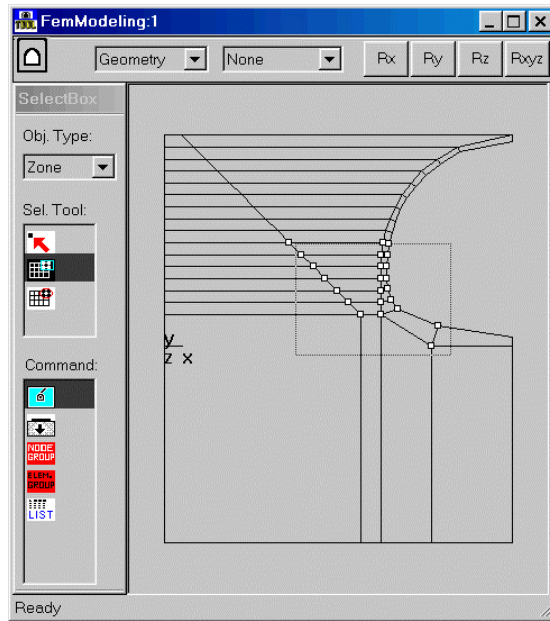 FemModeling:1
TOOL
Geometry
None
Rx
Ry
Rz
Rxyz
SelectBox
Obj. Type:
Zone
Sel. Tool:
Command:
NODE
GROUP
ELEM.
GROUP
LIST
y
z x
Ready